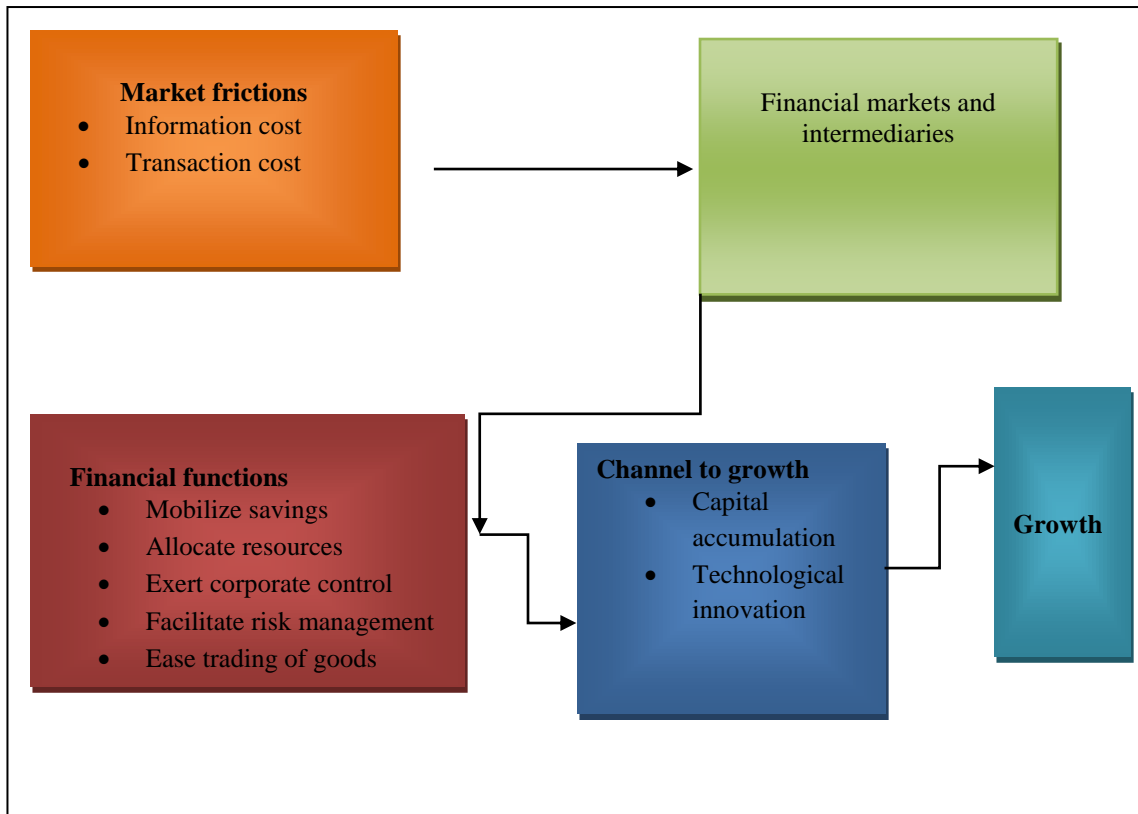 Market frictions
• Information cost
• Transaction cost
Financial markets and
intermediaries
Financial functions
• Mobilize savings
• Allocate resources
• Exert corporate control
• Facilitate risk management
• Ease trading of goods
Channel to growth
• Capital
accumulation
• Technological
innovation
Growth